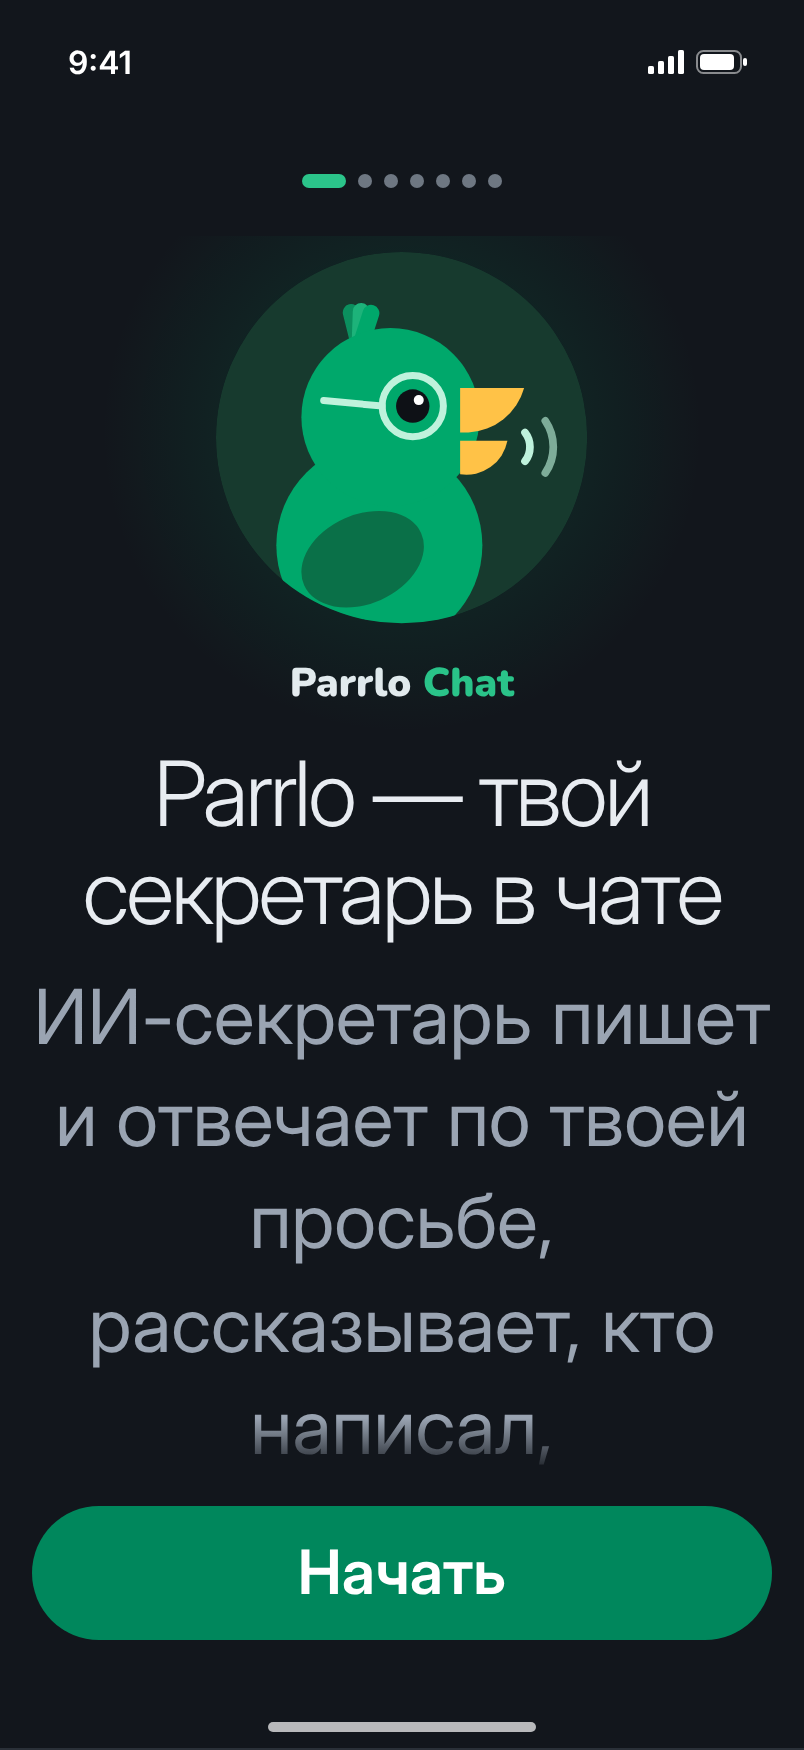 9:41
Parrlo Chat
Parrlo — твой
секретарь в чате
ИИ-секретарь пишет
и отвечает по твоей
просьбе,
рассказывает, кто
написал,
Начать